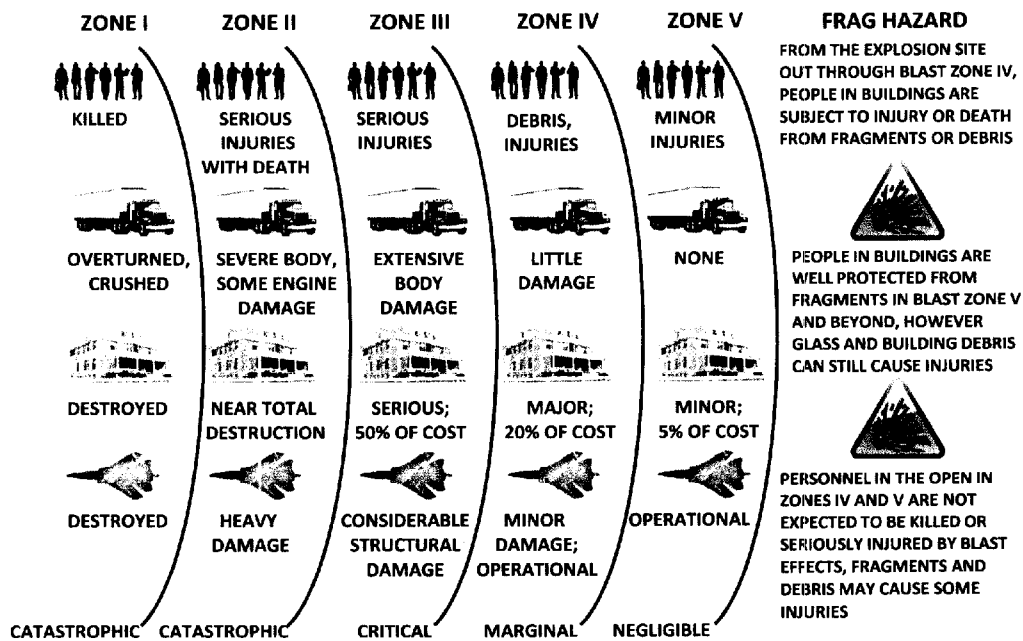 ZONE I
KILLED
OVERTURNED,
CRUSHED
DESTROYED
DESTROYED
CATASTROPHIC
ZONE II
SERIOUS
INJURIES
WITH DEATH
SEVERE BODY,
SOME ENGINE
DAMAGE
NEAR TOTAL
DESTRUCTION
HEAVY
DAMAGE
CATASTROPHIC
ZONE III
SERIOUS
INJURIES
EXTENSIVE
BODY
DAMAGE
SERIOUS;
50% OF COST
CONSIDERABLE
STRUCTURAL
DAMAGE
CRITICAL
ZONE IV
DEBRIS,
INJURIES
LITTLE
DAMAGE
MAJOR;
20% OF COST
MINOR
DAMAGE;
OPERATIONAL
MARGINAL
ZONE V
MINOR
INJURIES
NONE
MINOR;
5% OF COST
OPERATIONAL
NEGLIGIBLE
FRAG HAZARD
FROM THE EXPLOSION SITE
OUT THROUGH BLAST ZONE IV,
PEOPLE IN BUILDINGS ARE
SUBJECT TO INJURY OR DEATH
FROM FRAGMENTS OR DEBRIS
PEOPLE IN BUILDINGS ARE
WELL PROTECTED FROM
FRAGMENTS IN BLAST ZONE V
AND BEYOND, HOWEVER
GLASS AND BUILDING DEBRIS
CAN STILL CAUSE INJURIES
PERSONNEL IN THE OPEN IN
ZONES IV AND V ARE NOT
EXPECTED TO BE KILLED OR
SERIOUSLY INJURED BY BLAST
EFFECTS, FRAGMENTS AND
DEBRIS MAY CAUSE SOME
INJURIES